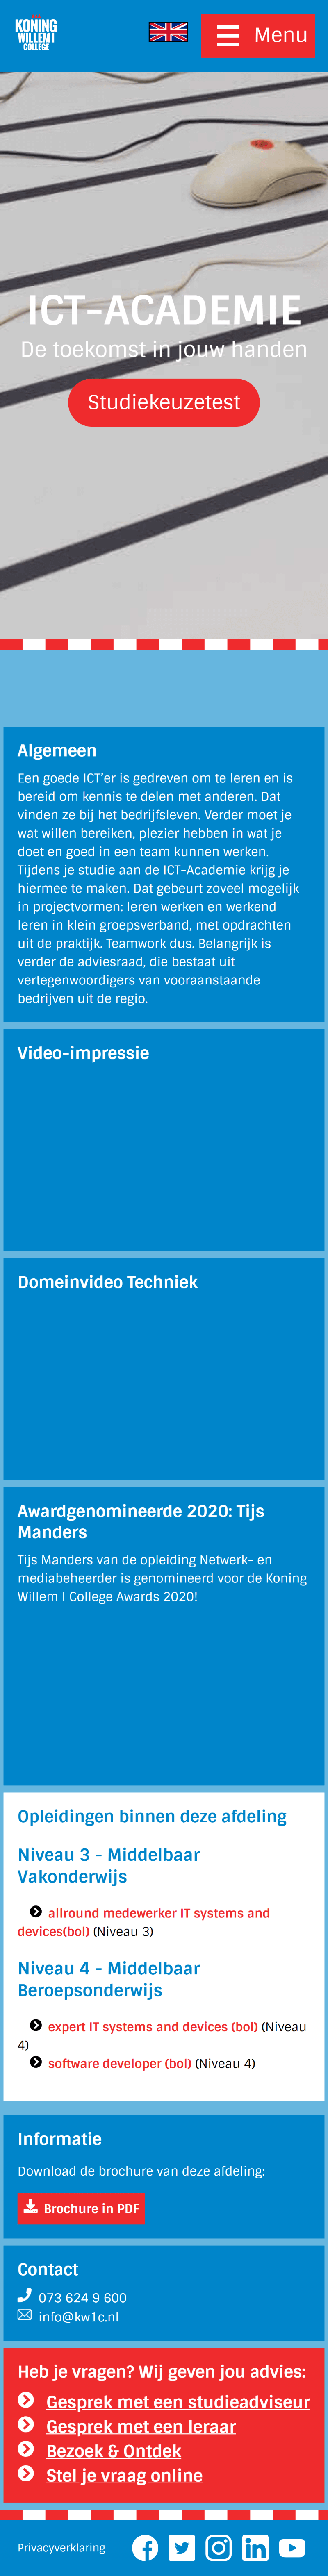 KONING
WILLEM I
COLLEGE
Menu
ICT-ACADEMIE
De toekomst in jouw handen
Studiekeuzetest
Algemeen
Een goede ICT'er is gedreven om te leren en is
bereid om kennis te delen met anderen. Dat
vinden ze bij het bedrijfsleven. Verder moet je
wat willen bereiken, plezier hebben in wat je
doet en goed in een team kunnen werken.
Tijdens je studie aan de ICT-Academie krijg je
hiermee te maken. Dat gebeurt zoveel mogelijk
in projectvormen: leren werken en werkend
leren in klein groepsverband, met opdrachten
uit de praktijk. Teamwork dus. Belangrijk is
verder de adviesraad, die bestaat uit
vertegenwoordigers van vooraanstaande
bedrijven uit de regio.
Video-impressie
Domeinvideo Techniek
Awardgenomineerde 2020: Tijs
Manders
Tijs Manders van de opleiding Netwerk- en
mediabeheerder is genomineerd voor de Koning
Willem I College Awards 2020!
Opleidingen binnen deze afdeling
Niveau 3 - Middelbaar
Vakonderwijs
allround medewerker IT systems and
devices(bol) (Niveau 3)
Niveau 4 - Middelbaar
Beroepsonderwijs
expert IT systems and devices (bol) (Niveau
4)
software developer (bol) (Niveau 4)
Informatie
Download de brochure van deze afdeling:
Brochure in PDF
Contact
073 624 9 600
info@kw1c.nl
Heb je vragen? Wij geven jou advies:
Gesprek met een studieadviseur
Gesprek met een leraar
Bezoek & Ontdek
Stel je vraag online
Privacyverklaring